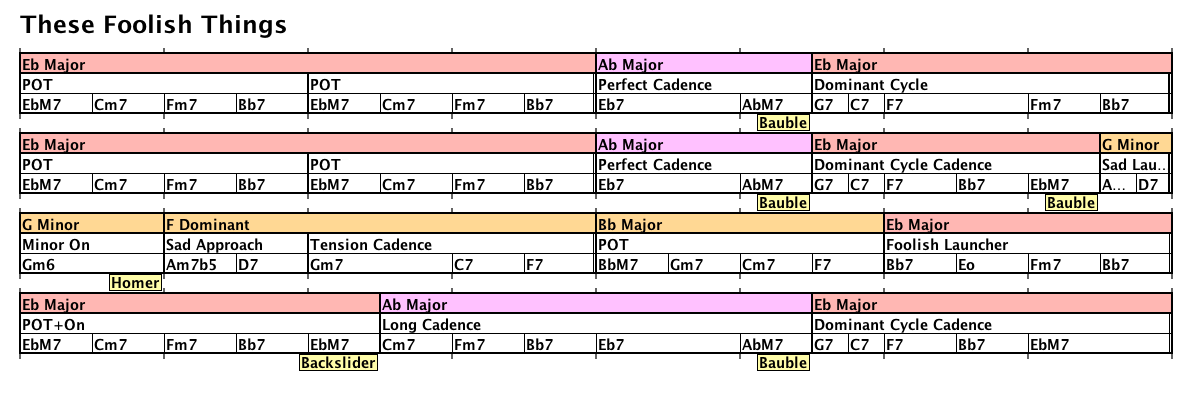 These Foolish Things
Eb Major Ab Major Eb Major
POT POT Perfect Cadence Dominant Cycle
EbM7 Cm7 Fm7 Bb7 EbM7 Cm7 Fm7 Bb7 Eb7 AbM7 G7 C7 F7 Fm7 Bb7
Bauble
Eb Major Ab Major Eb Major G Minor
POT POT Perfect Cadence Dominant Cycle Cadence Sad Lau..
EbM7 Cm7 Fm7 Bb7 EbM7 Cm7 Fm7 Bb7 Eb7 AbM7 G7 C7 F7 Bb7 EbM7 A... D7
Bauble Bauble
G Minor F Dominant Bb Major Eb Major
Minor On Sad Approach Tension Cadence POT Foolish Launcher
Gm6 Am7b5 D7 Gm7 C7 F7 BbM7 Gm7 Cm7 F7 Bb7 Eo Fm7 Bb7
Homer
Eb Major Ab Major Eb Major
POT+On Long Cadence Dominant Cycle Cadence
EbM7 Cm7 Fm7 Bb7 EbM7 Cm7 Fm7 Bb7 Eb7 AbM7 G7 C7 F7 Bb7 EbM7
Backslider Bauble